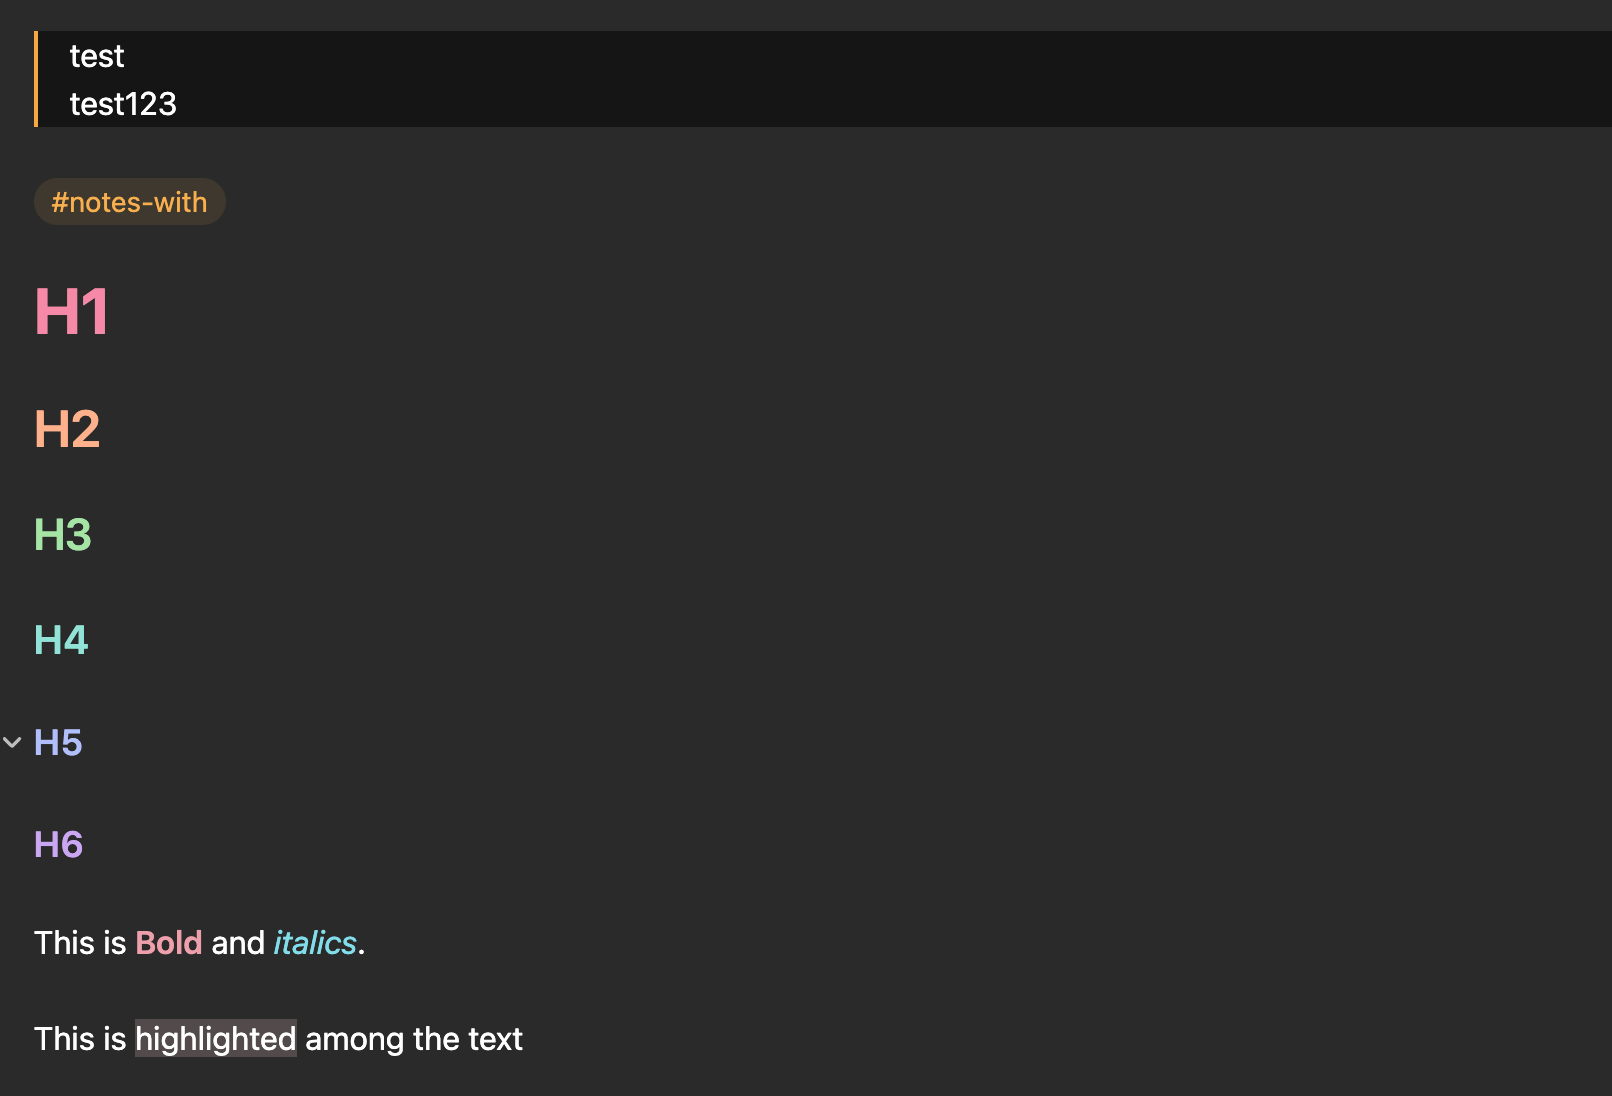 test
test123
#notes-with
H1
H2
H3
H4
H5
H6
This is Bold and italics.
This is highlighted among the text